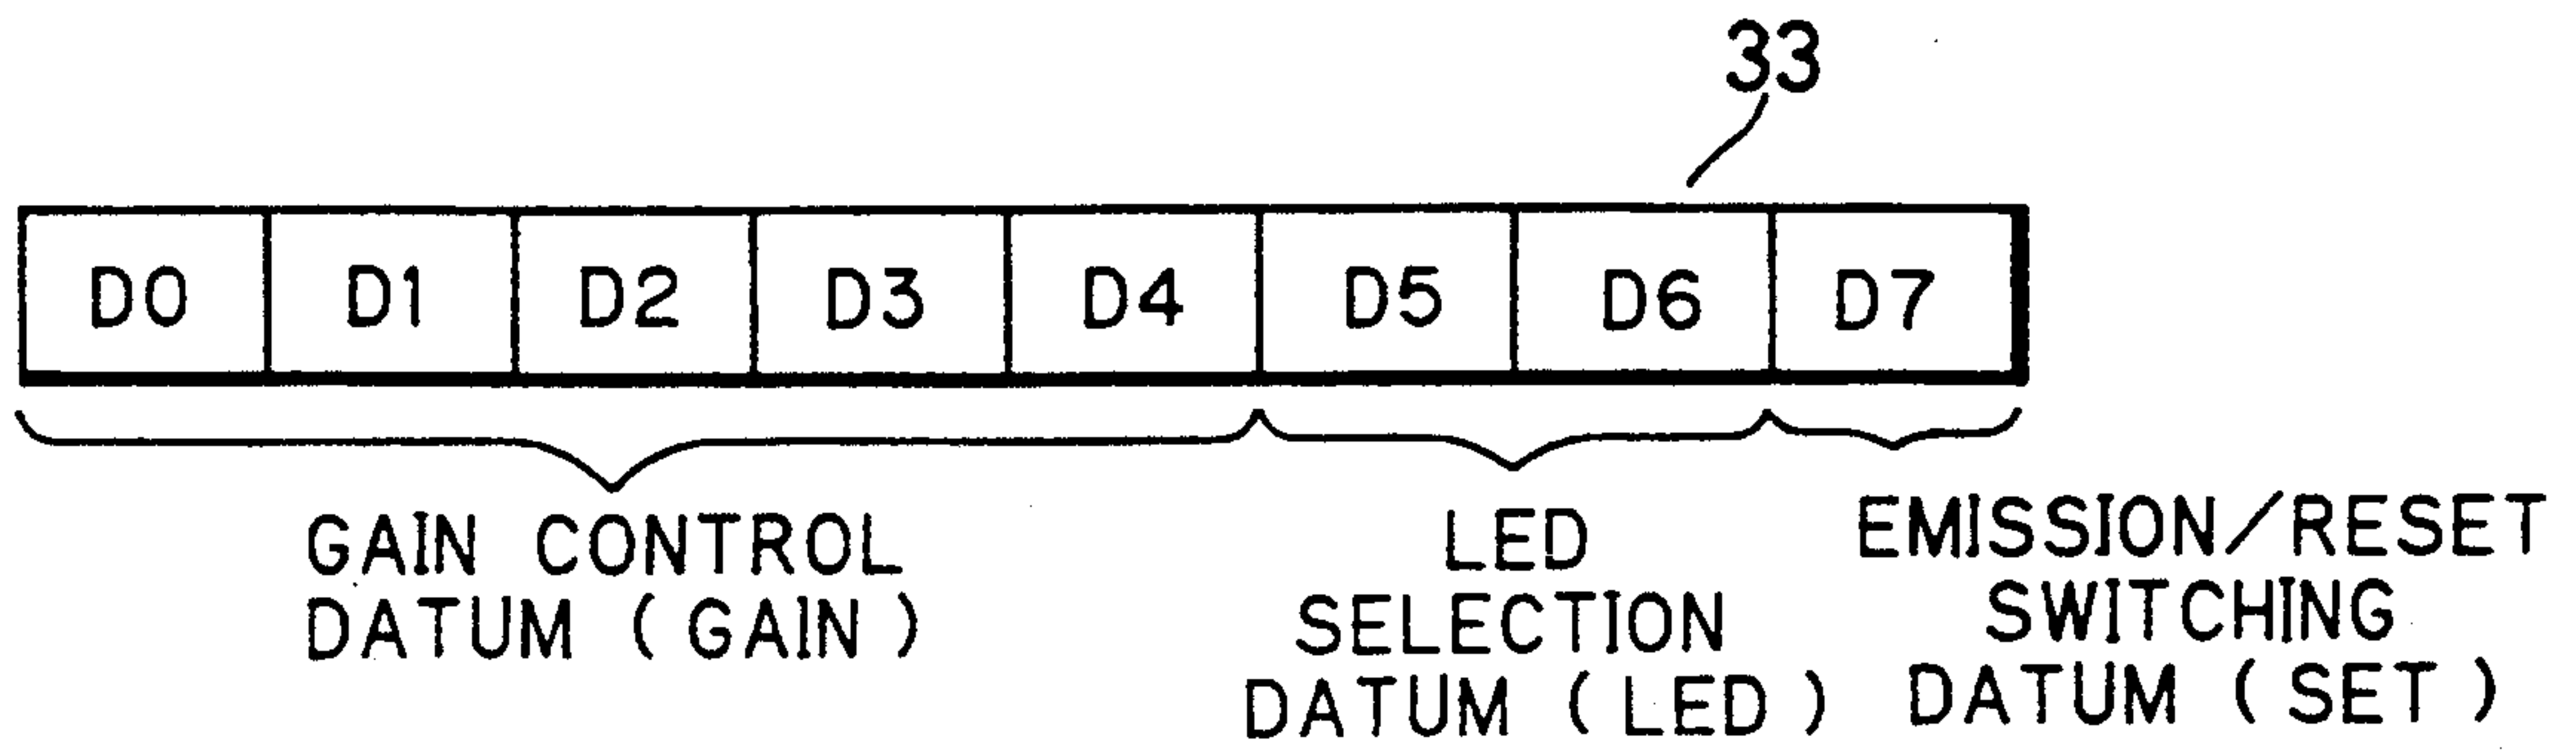 33
D0 D1 D2 D3 D4 D5 D6 D7
GAIN CONTROL
DATUM (GAIN)
LED
SELECTION
DATUM (LED)
EMISSION/RESET
SWITCHING
DATUM (SET)